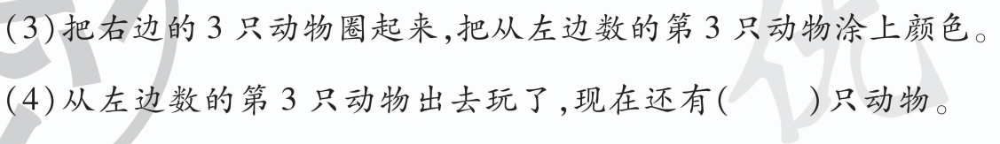 (3)把右边的 3 只动物圈起来,把从左边数的第 3 只动物涂上颜色。
(4)从左边数的第 3 只动物出去玩了,现在还有(　　)只动物。